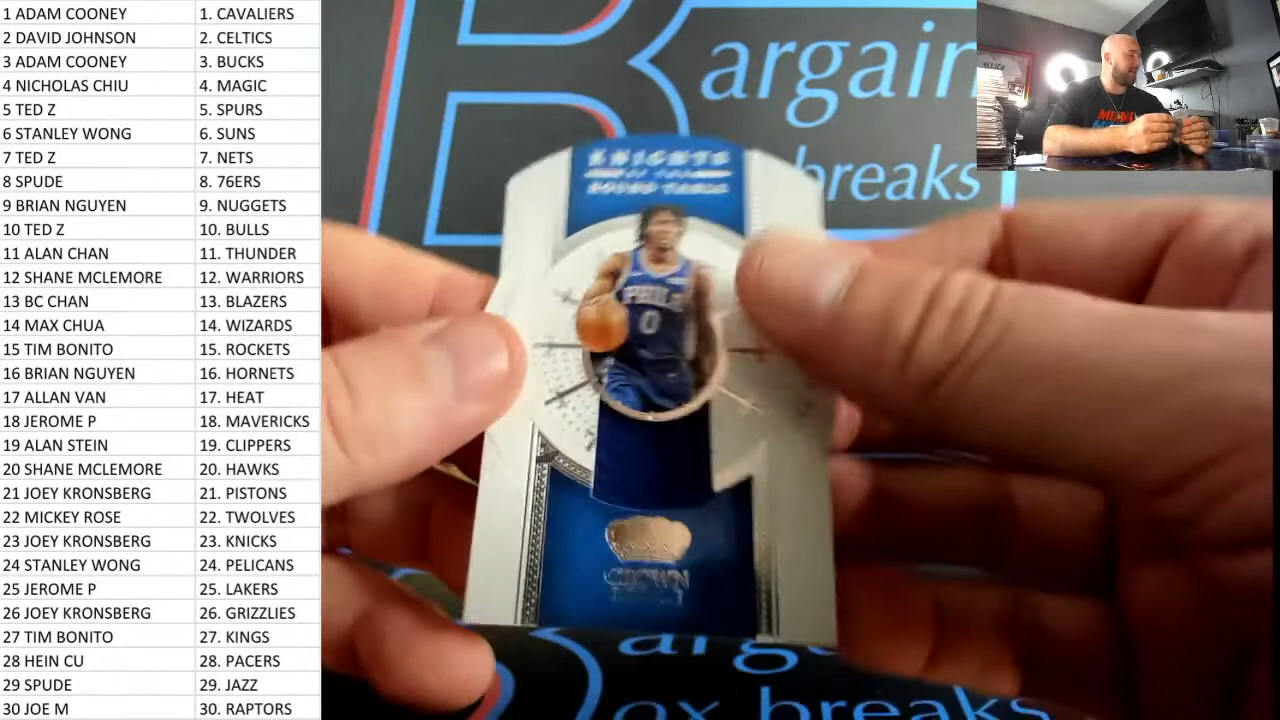 1 ADAM COONEY 1. CAVALIERS
2 DAVID JOHNSON 2. CELTICS
3 ADAM COONEY 3. BUCKS
4 NICHOLAS CHIU 4. MAGIC
5 TED Z 5. SPURS
6 STANLEY WONG 6. SUNS
7 TED Z 7. NETS
8 SPUDE 8. 76ERS
9 BRIAN NGUYEN 9. NUGGETS
10 TED Z 10. BULLS
11 ALAN CHAN 11. THUNDER
12 SHANE MCLEMORE 12. WARRIORS
13 BC CHAN 13. BLAZERS
14 MAX CHUA 14. WIZARDS
15 TIM BONITO 15. ROCKETS
16 BRIAN NGUYEN 16. HORNETS
17 ALLAN VAN 17. HEAT
18 JEROME P 18. MAVERICKS
19 ALAN STEIN 19. CLIPPERS
20 SHANE MCLEMORE 20. HAWKS
21 JOEY KRONSBERG 21. PISTONS
22 MICKEY ROSE 22. TWOLVES
23 JOEY KRONSBERG 23. KNICKS
24 STANLEY WONG 24. PELICANS
25 JEROME P 25. LAKERS
26 JOEY KRONSBERG 26. GRIZZLIES
27 TIM BONITO 27. KINGS
28 HEIN CU 28. PACERS
29 SPUDE 29. JAZZ
30 JOE M 30. RAPTORS
Bargain
breaks
KNIGHTS
OF THE
ROUND TABLE
PHILA
0
CROWN
ox breaks
YELICH